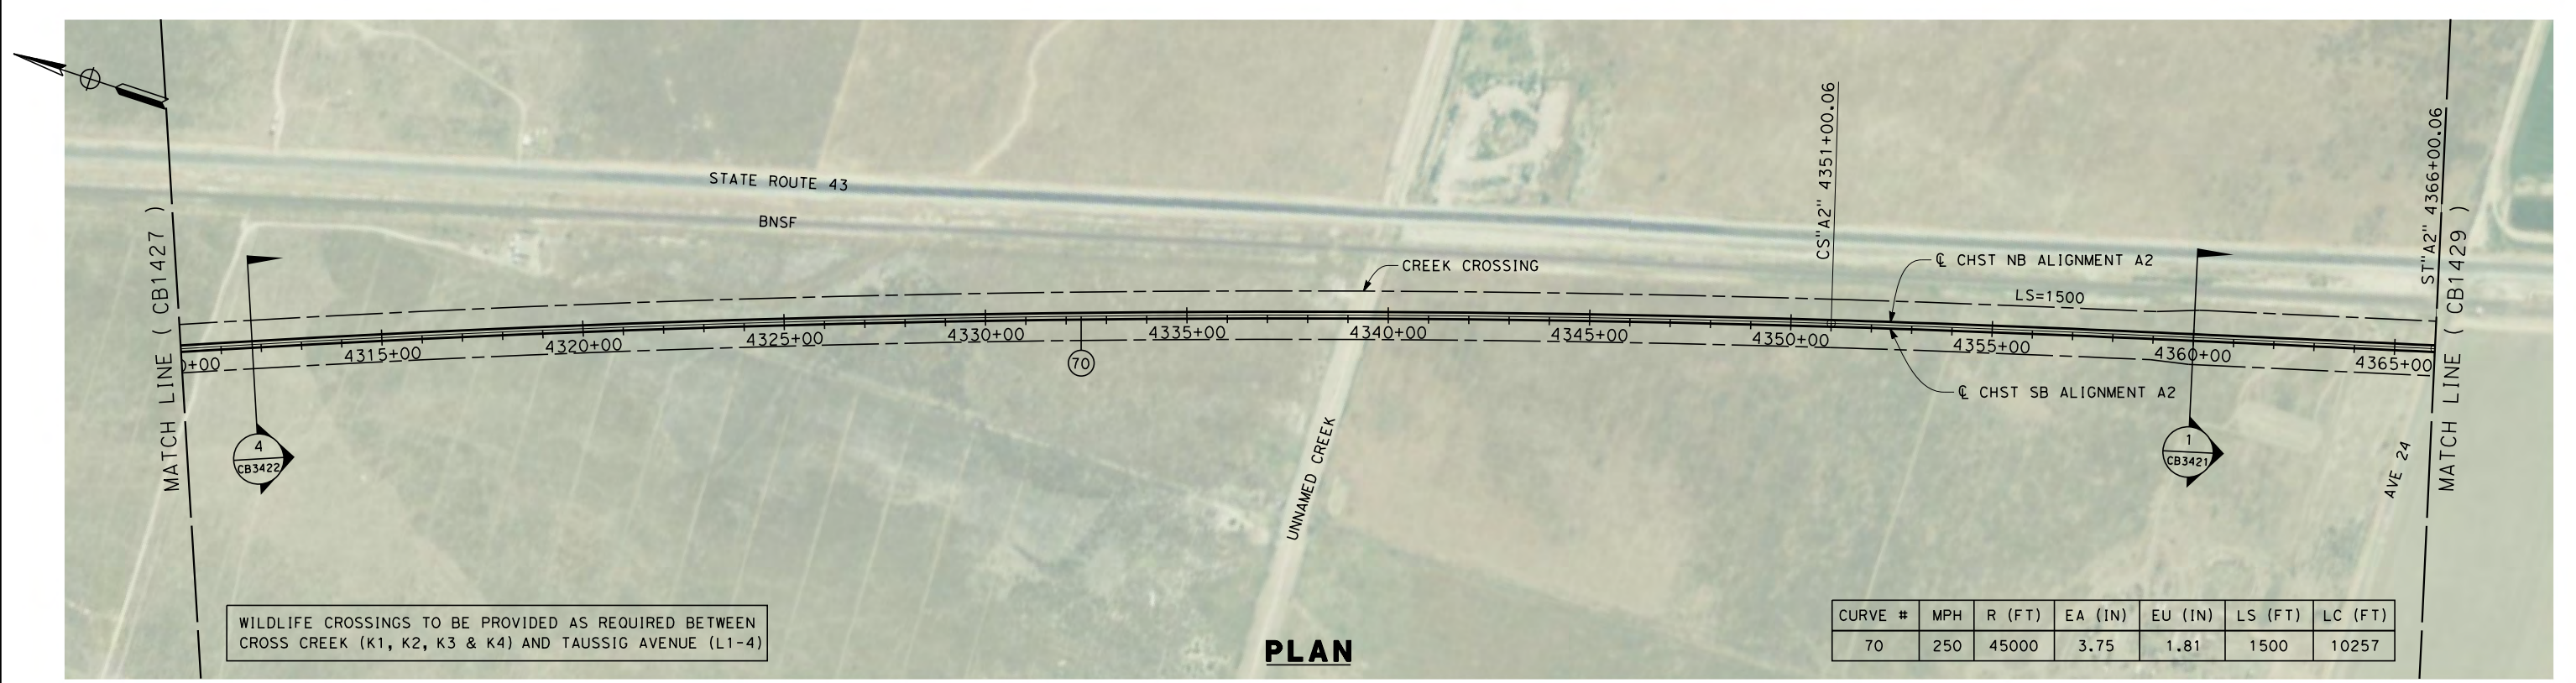 MATCH LINE ( CB1427 )
STATE ROUTE 43
BNSF
CREEK CROSSING
CS"A2" 4351+00.06
℄ CHST NB ALIGNMENT A2
LS=1500
ST"A2" 4366+00.06
MATCH LINE ( CB1429 )
0+00
4315+00
4320+00
4325+00
4330+00
4335+00
4340+00
4345+00
4350+00
4355+00
4360+00
4365+00
70
℄ CHST SB ALIGNMENT A2
4
CB3422
1
CB3421
UNNAMED CREEK
AVE 24
WILDLIFE CROSSINGS TO BE PROVIDED AS REQUIRED BETWEEN
CROSS CREEK (K1, K2, K3 & K4) AND TAUSSIG AVENUE (L1-4)
PLAN
CURVE # MPH R (FT) EA (IN) EU (IN) LS (FT) LC (FT)
70 250 45000 3.75 1.81 1500 10257